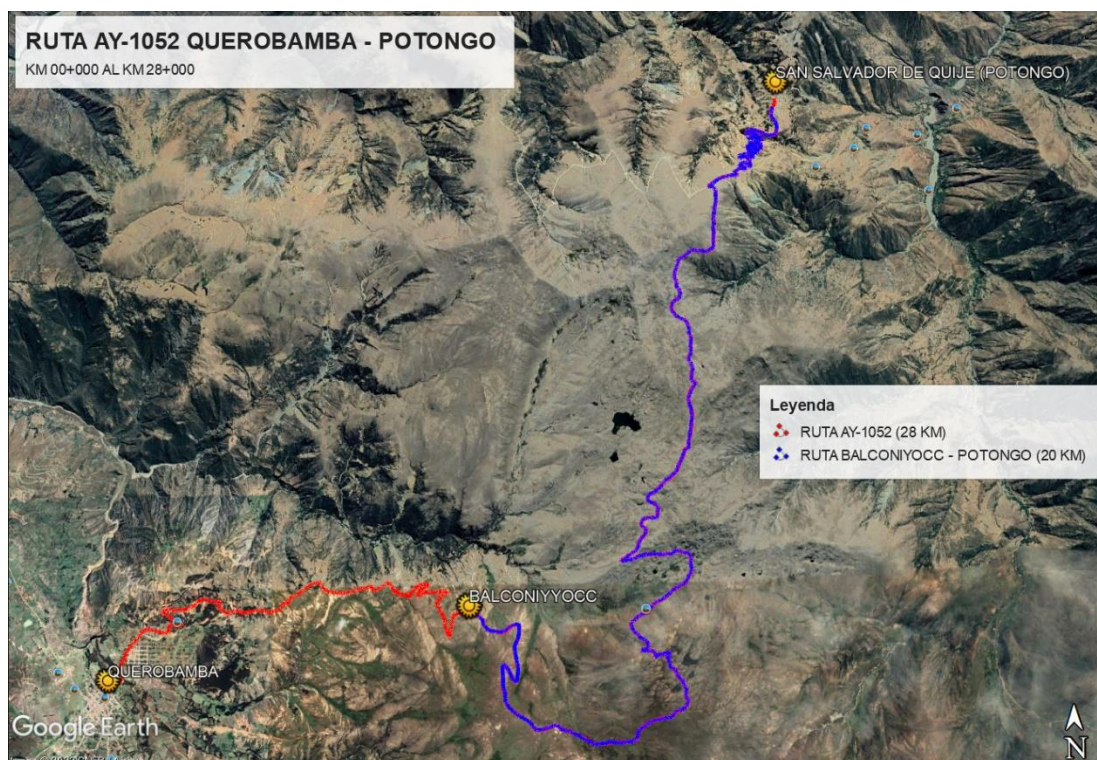 RUTA AY-1052 QUEROBAMBA - POTONGO
KM 00+000 AL KM 28+000
SAN SALVADOR DE QUIJE (POTONGO)
Leyenda
RUTA AY-1052 (28 KM)
RUTA BALCONIYOCC - POTONGO (20 KM)
BALCONIYYOCC
QUEROBAMBA
Google Earth
N